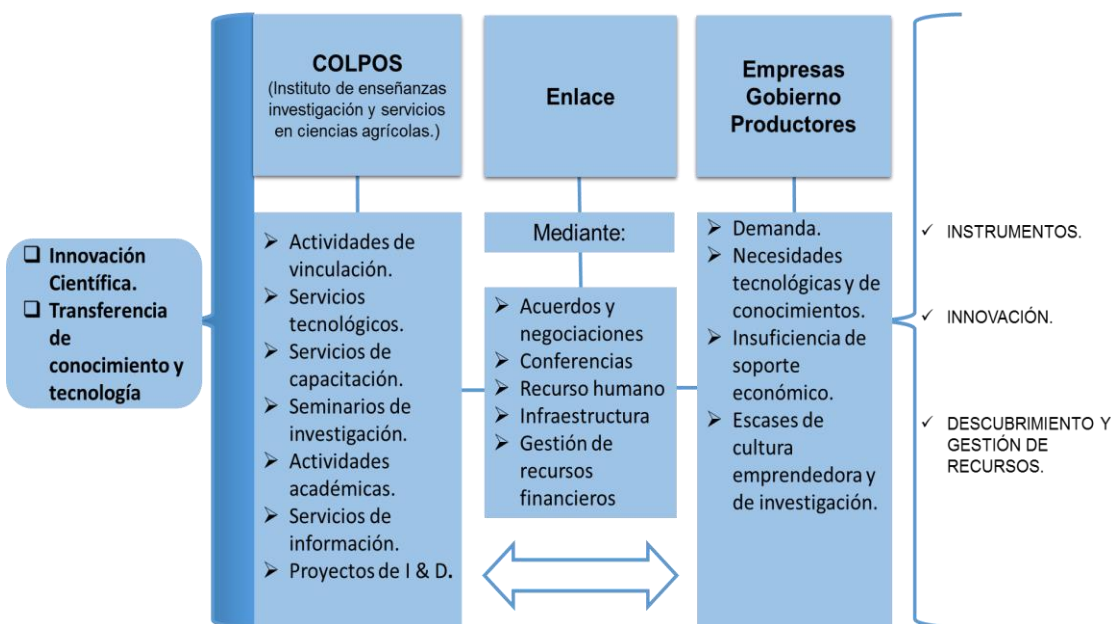 Innovación
Científica.
Transferencia
de
conocimiento y
tecnología
COLPOS
(Instituto de enseñanzas
investigación y servicios
en ciencias agrícolas.)
Actividades de
vinculación.
Servicios
tecnológicos.
Servicios de
capacitación.
Seminarios de
investigación.
Actividades
académicas.
Servicios de
información.
Proyectos de I & D.
Enlace
Mediante:
Acuerdos y
negociaciones
Conferencias
Recurso humano
Infraestructura
Gestión de
recursos
financieros
Empresas
Gobierno
Productores
Demanda.
Necesidades
tecnológicas y de
conocimientos.
Insuficiencia de
soporte
económico.
Escases de
cultura
emprendedora y
de investigación.
INSTRUMENTOS.
INNOVACIÓN.
DESCUBRIMIENTO Y
GESTIÓN DE
RECURSOS.